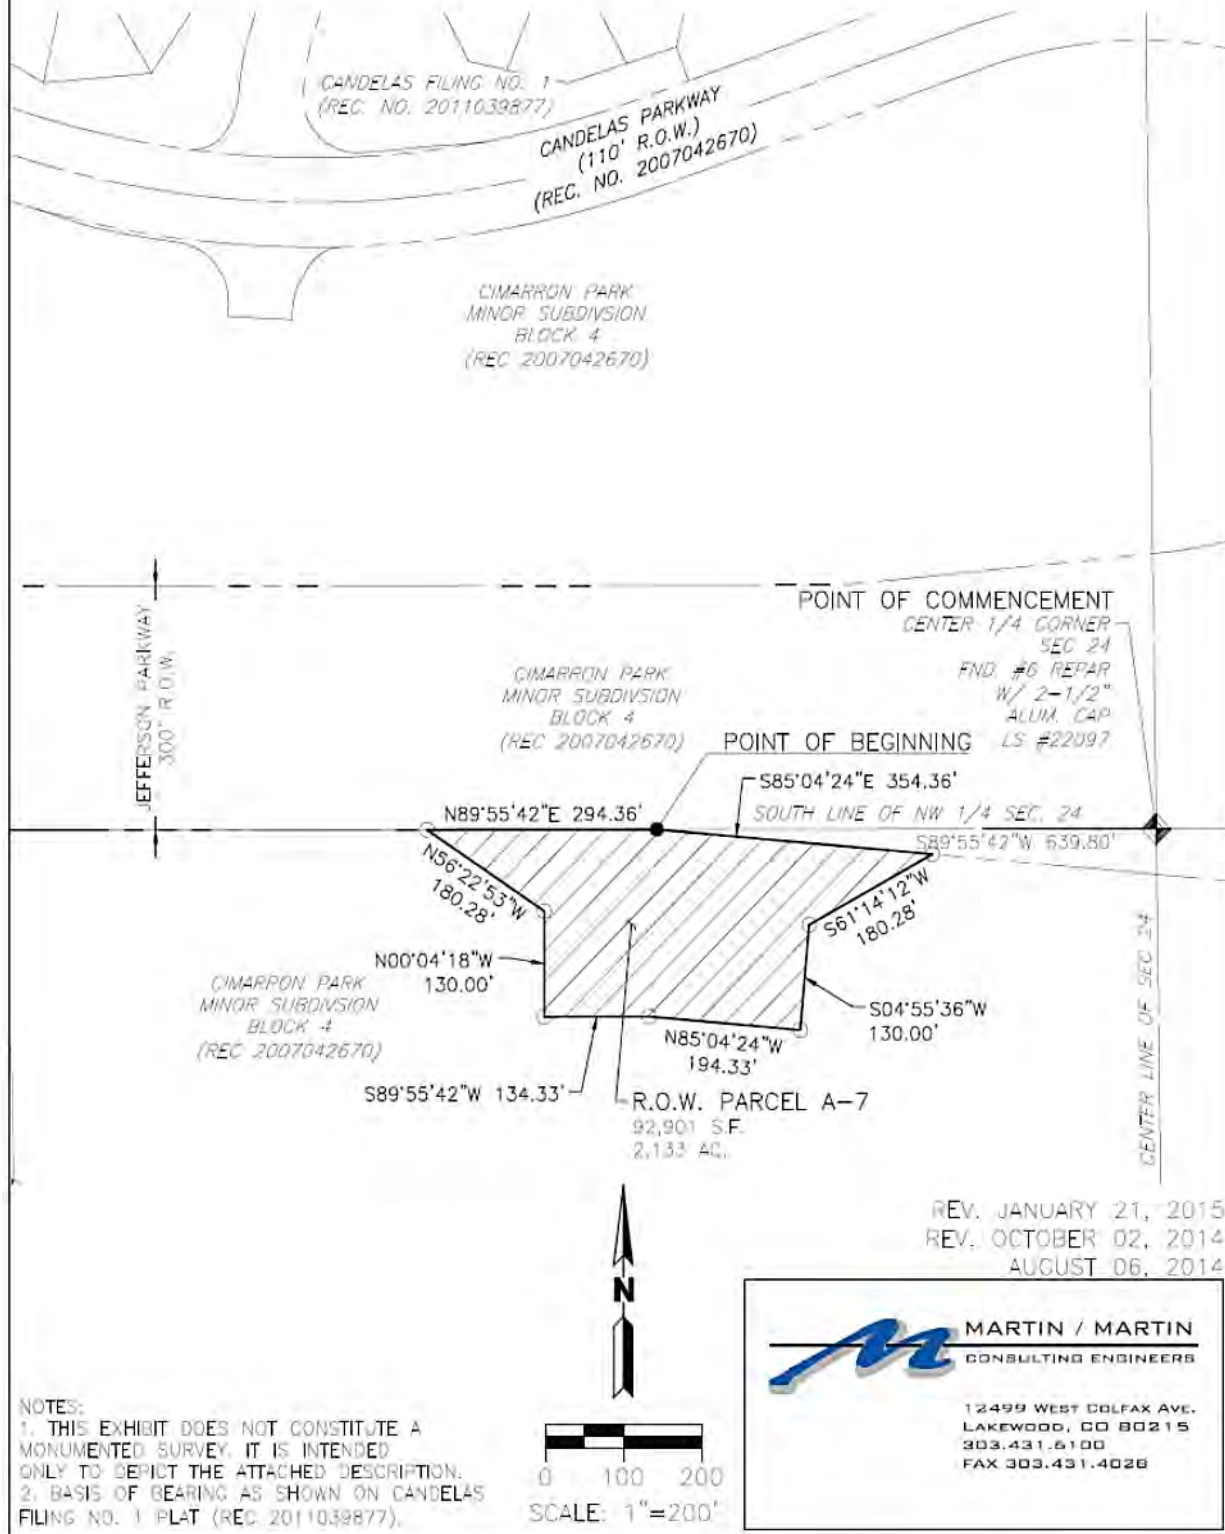 CANDELAS FILING NO. 1
(REC. NO. 2011039877)
CANDELAS PARKWAY
(110' R.O.W.)
(REC. NO. 2007042670)
CIMARRON PARK
MINOR SUBDIVSION
BLOCK 4
(REC 2007042670)
JEFFERSON PARKWAY
300' R.O.W.
POINT OF COMMENCEMENT
CENTER 1/4 CORNER
SEC 24
FND. #6 REPAR
W/ 2-1/2"
ALUM. CAP
LS #22097
CIMARRON PARK
MINOR SUBDIVSION
BLOCK 4
(REC 2007042670)
POINT OF BEGINNING
S85°04'24"E 354.36'
N89°55'42"E 294.36'
SOUTH LINE OF NW 1/4 SEC. 24
S89°55'42"W 639.80'
N56°22'53"W
180.28'
S61°14'12"W
180.28'
N00°04'18"W
130.00'
CIMARRON PARK
MINOR SUBDIVSION
BLOCK 4
(REC 2007042670)
S04°55'36"W
130.00'
N85°04'24"W
194.33'
S89°55'42"W 134.33'
R.O.W. PARCEL A-7
92,901 S.F.
2.133 AC.
CENTER LINE OF SEC 24
REV. JANUARY 21, 2015
REV. OCTOBER 02, 2014
AUGUST 06, 2014
N
MARTIN / MARTIN
CONSULTING ENGINEERS
12499 WEST COLFAX AVE.
LAKEWOOD, CO 80215
303.431.6100
FAX 303.431.4028
NOTES:
1. THIS EXHIBIT DOES NOT CONSTITUTE A
MONUMENTED SURVEY. IT IS INTENDED
ONLY TO DEPICT THE ATTACHED DESCRIPTION.
2. BASIS OF BEARING AS SHOWN ON CANDELAS
FILING NO. 1 PLAT (REC 2011039877).
0 100 200
SCALE: 1"=200'